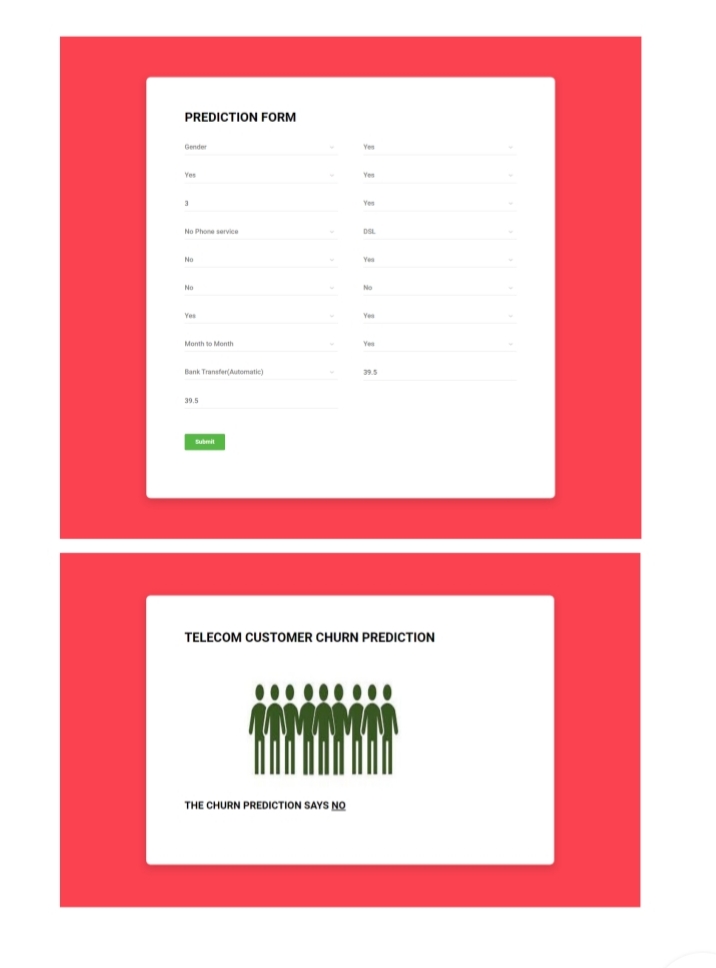 PREDICTION FORM
Gender Yes
Yes Yes
3 Yes
No Phone service DSL
No Yes
No No
Yes Yes
Month to Month Yes
Bank Transfer(Automatic) 39.5
39.5
Submit
TELECOM CUSTOMER CHURN PREDICTION
THE CHURN PREDICTION SAYS NO